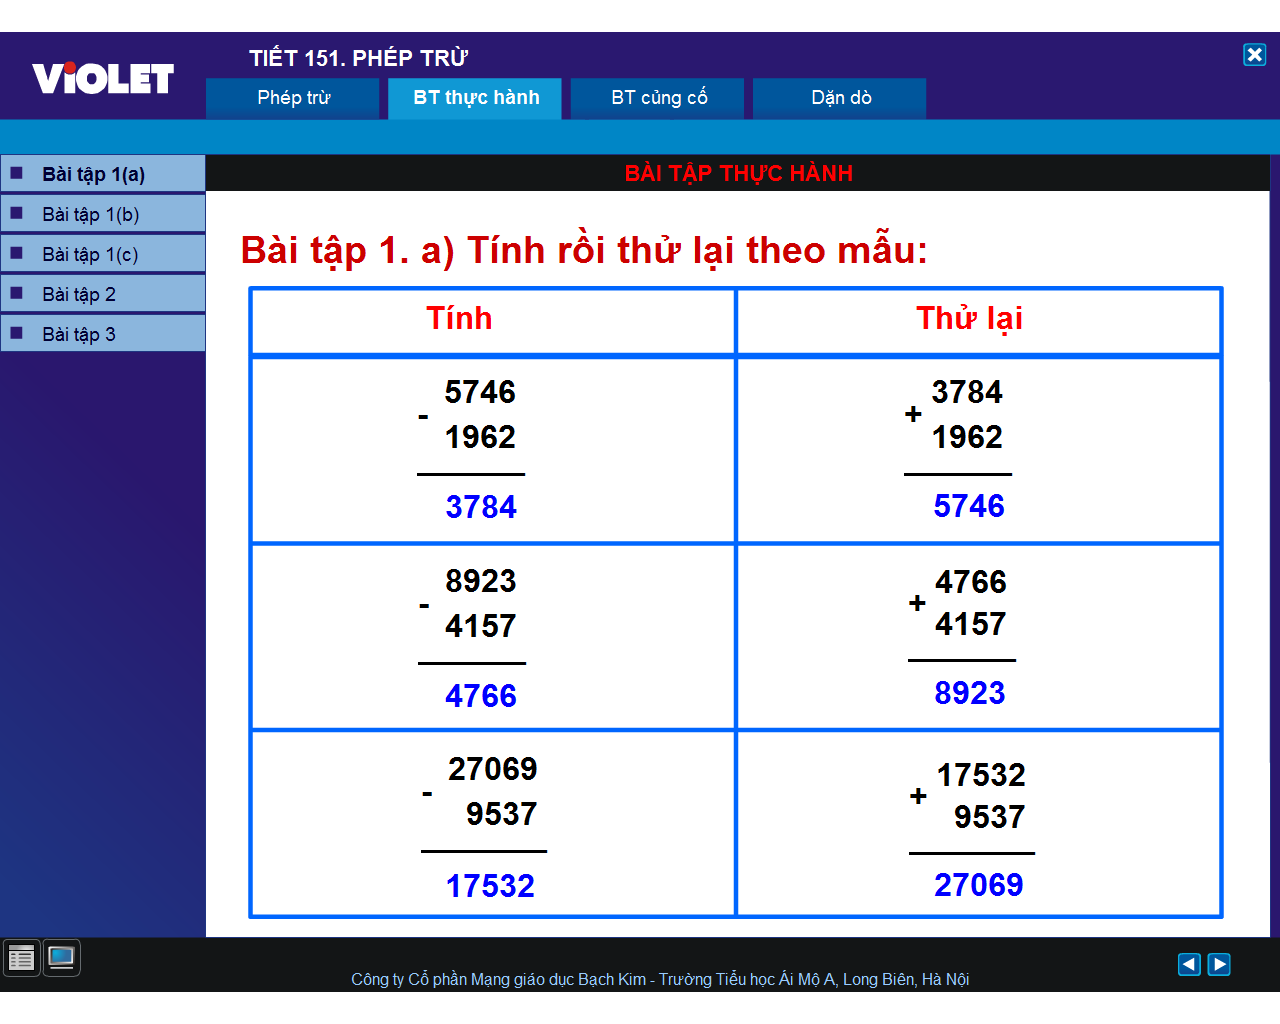 TIẾT 151. PHÉP TRỪ
ViOLET
Phép trừ
BT thực hành
BT củng cố
Dặn dò
Bài tập 1(a)
Bài tập 1(b)
Bài tập 1(c)
Bài tập 2
Bài tập 3
BÀI TẬP THỰC HÀNH
Bài tập 1. a) Tính rồi thử lại theo mẫu:
Tính
Thử lại
5746
-
1962
3784
3784
+
1962
5746
8923
-
4157
4766
4766
+
4157
8923
27069
-
9537
17532
17532
+
9537
27069
Công ty Cổ phần Mạng giáo dục Bạch Kim - Trường Tiểu học Ái Mộ A, Long Biên, Hà Nội